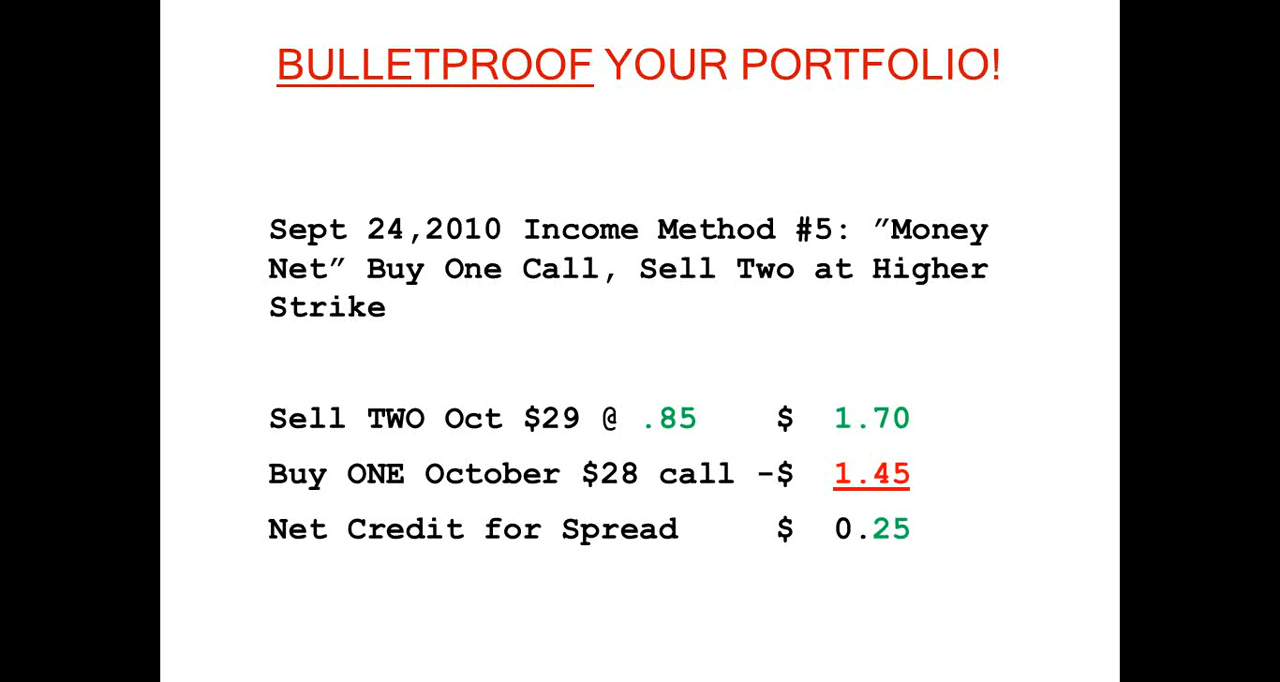 BULLETPROOF YOUR PORTFOLIO!
Sept 24,2010 Income Method #5: ”Money
Net” Buy One Call, Sell Two at Higher
Strike
Sell TWO Oct $29 @ .85 $ 1.70
Buy ONE October $28 call -$ 1.45
Net Credit for Spread $ 0.25